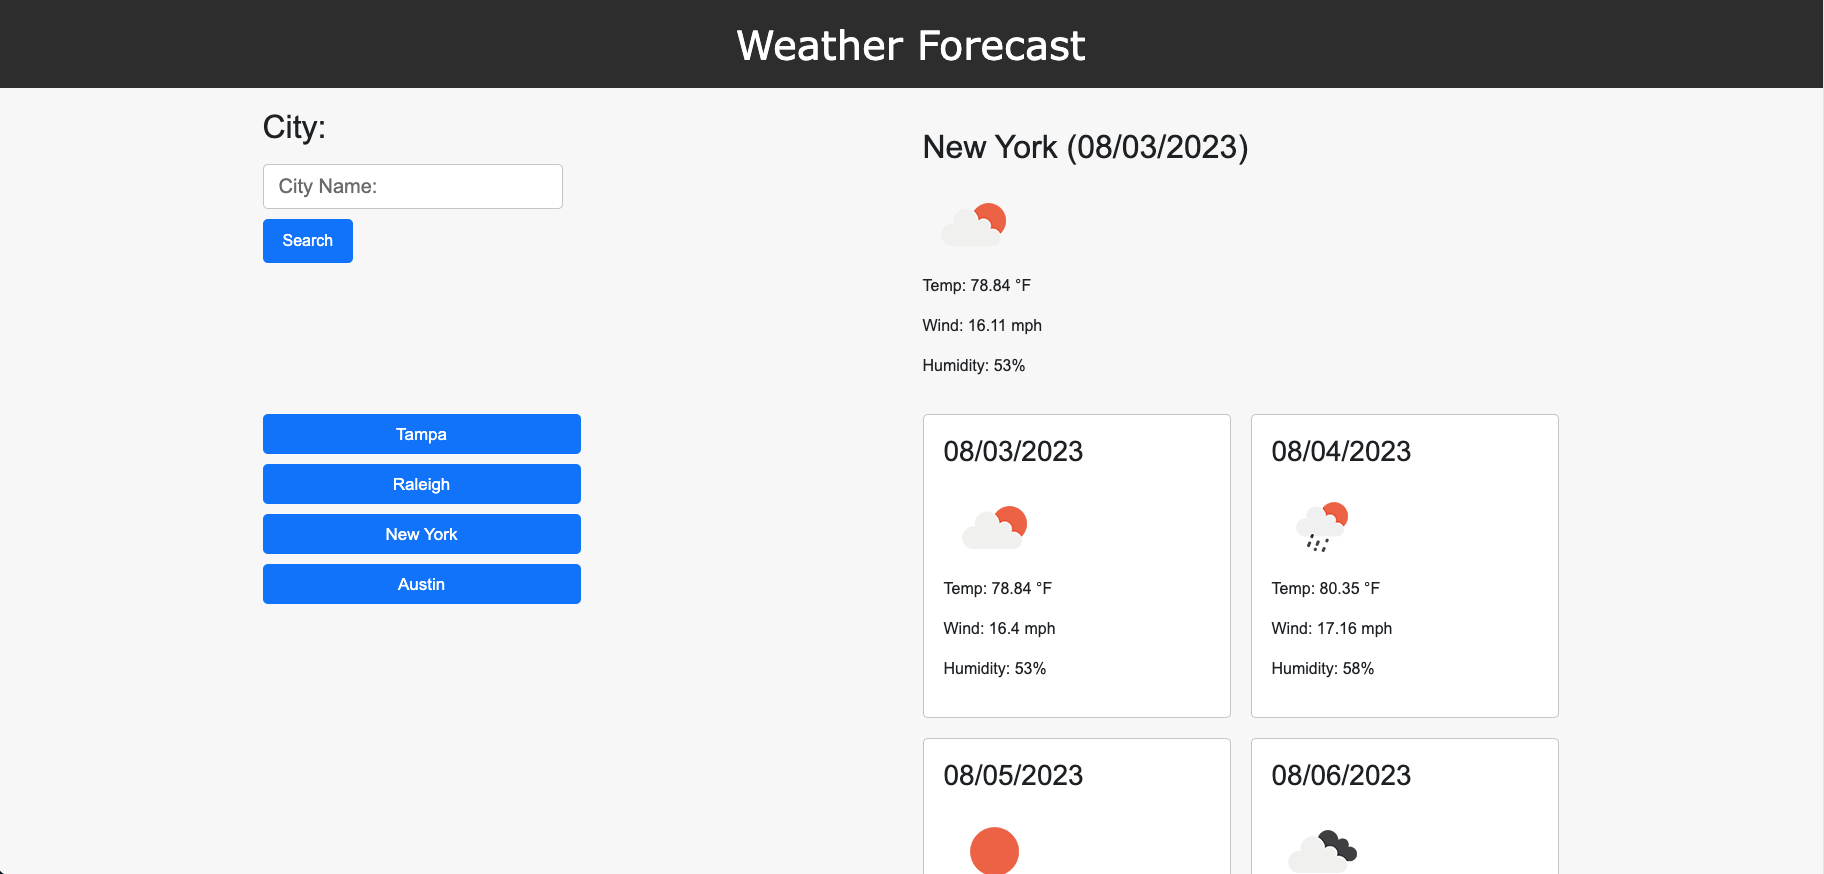 Weather Forecast
City:
City Name:
Search
Tampa
Raleigh
New York
Austin
New York (08/03/2023)
Temp: 78.84 °F
Wind: 16.11 mph
Humidity: 53%
08/03/2023
Temp: 78.84 °F
Wind: 16.4 mph
Humidity: 53%
08/04/2023
Temp: 80.35 °F
Wind: 17.16 mph
Humidity: 58%
08/05/2023
08/06/2023